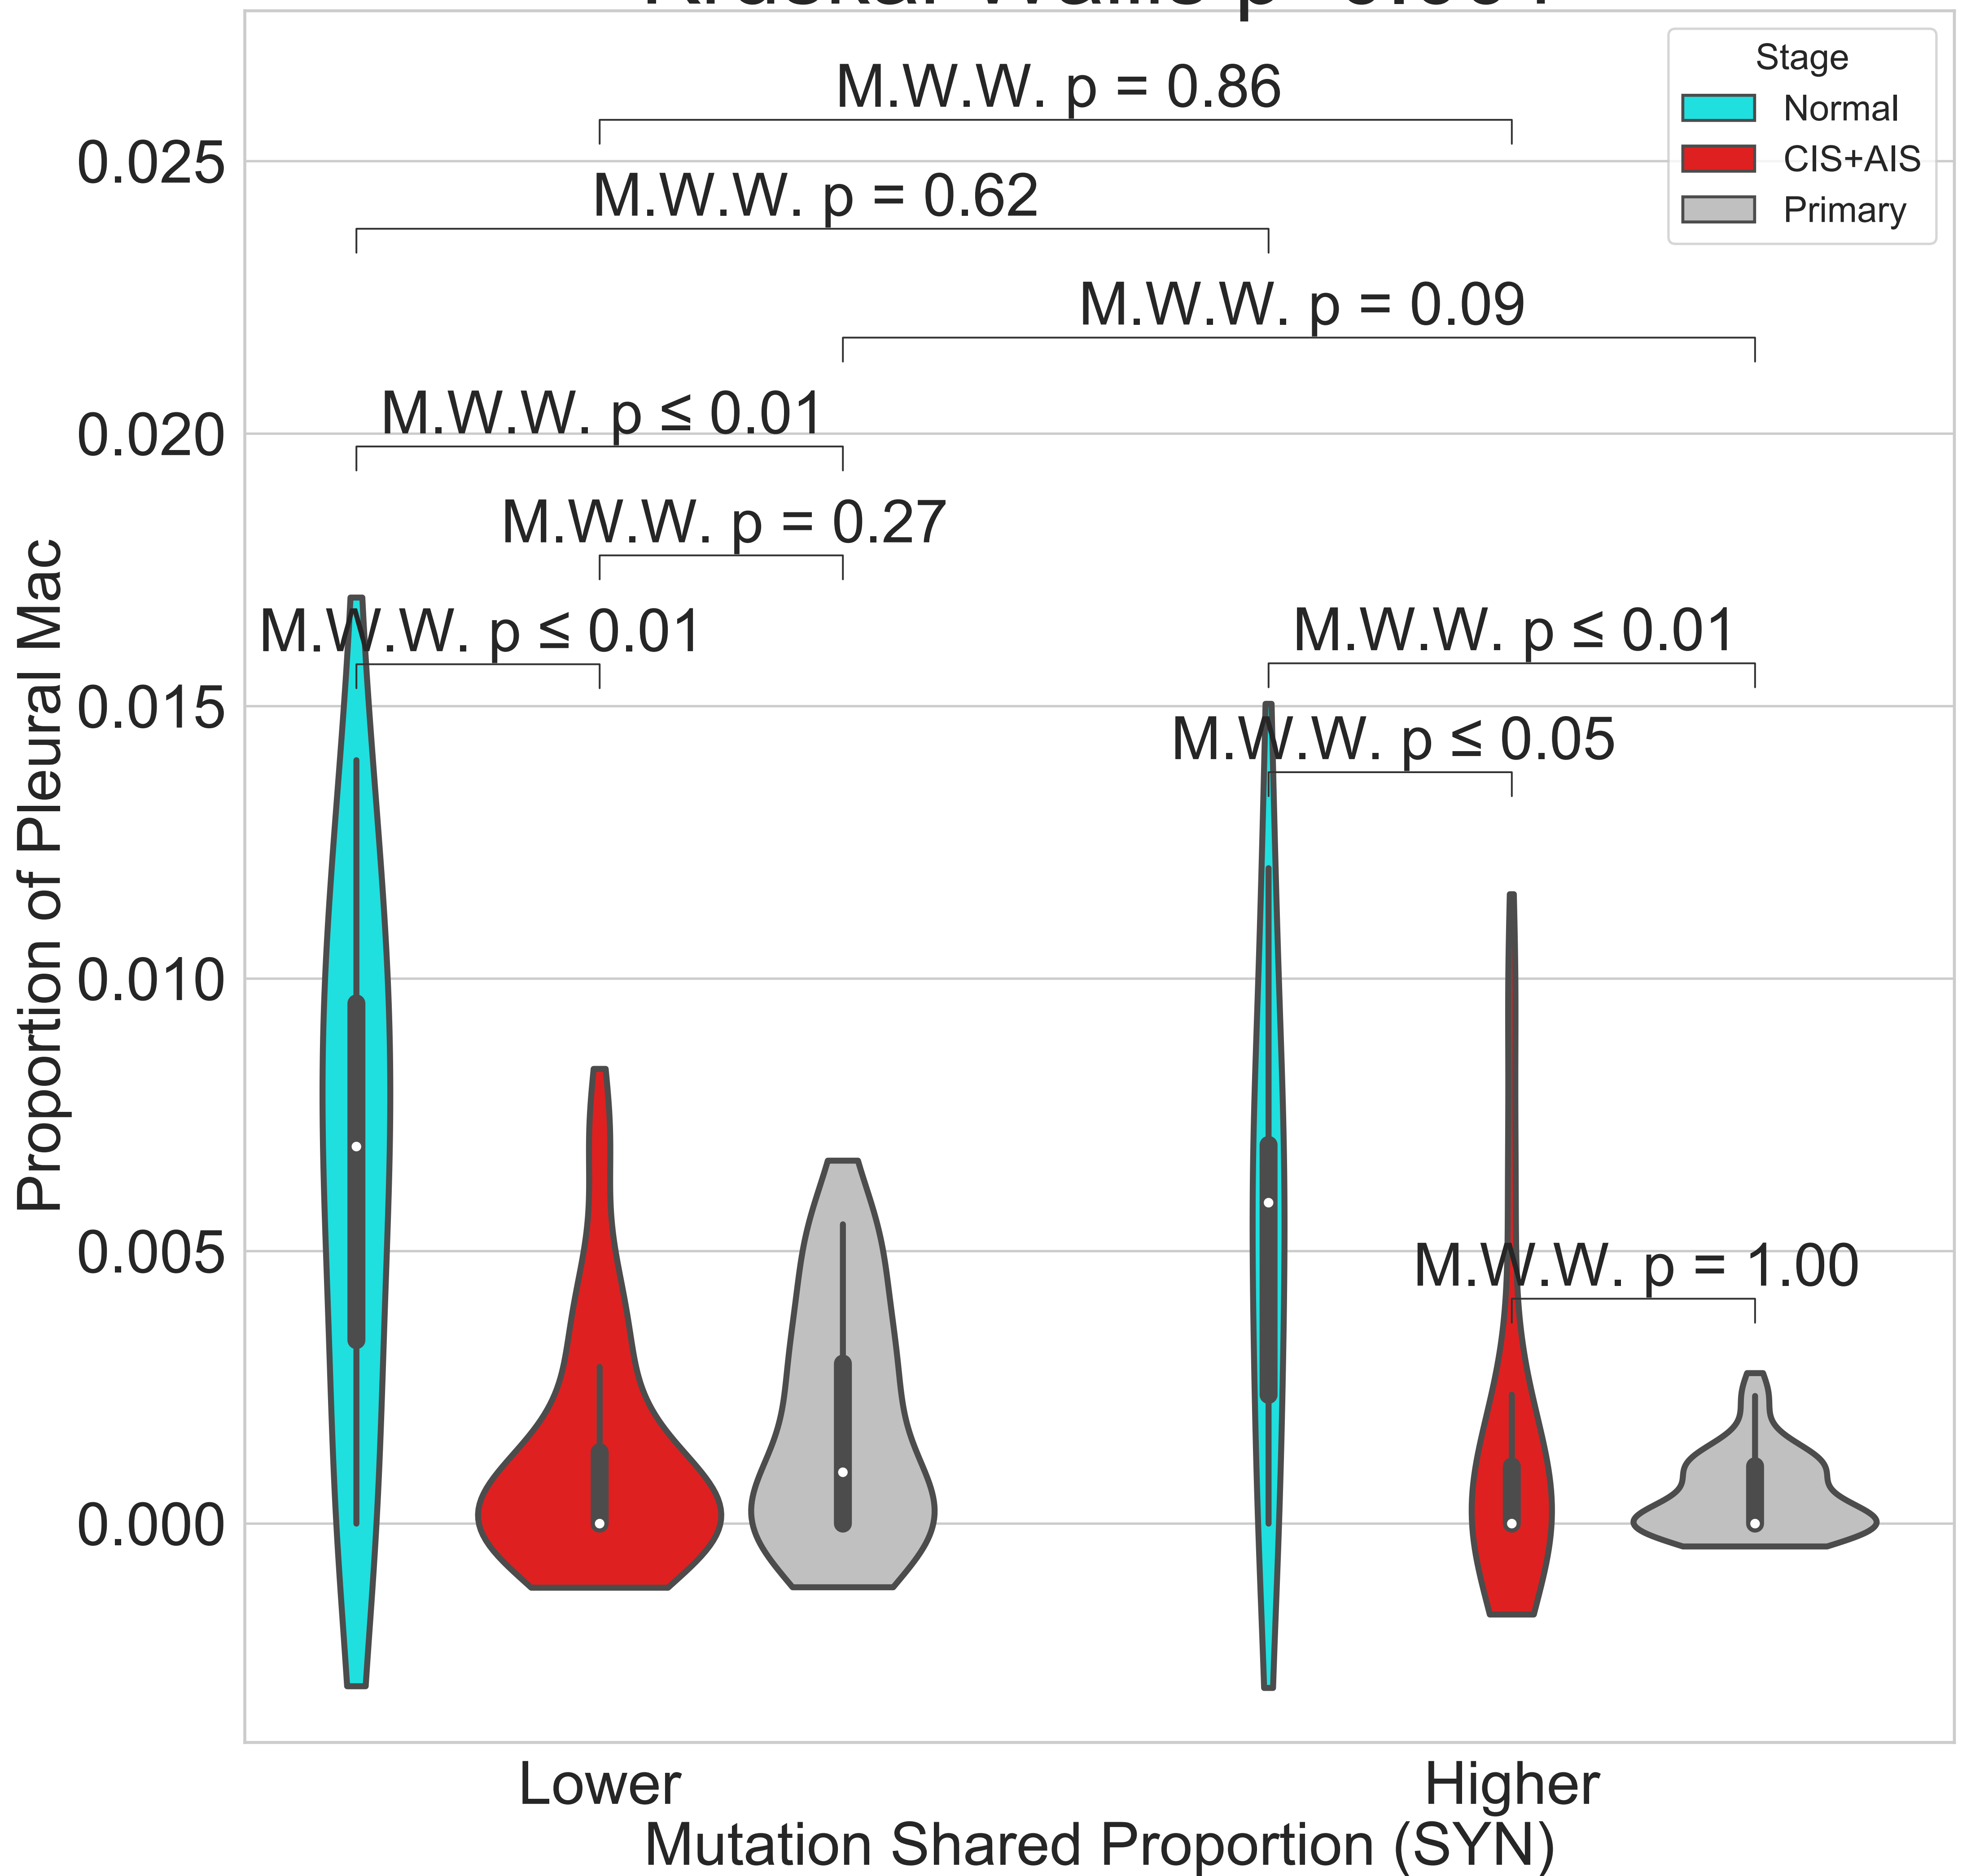 Stage
Normal
CIS+AIS
Primary
M.W.W. p = 0.86
M.W.W. p = 0.62
M.W.W. p = 0.09
M.W.W. p ≤ 0.01
M.W.W. p = 0.27
M.W.W. p ≤ 0.01
M.W.W. p ≤ 0.01
M.W.W. p ≤ 0.05
M.W.W. p = 1.00
0.025
0.020
0.015
0.010
0.005
0.000
Proportion of Pleural Mac
Lower
Higher
Mutation Shared Proportion (SYN)